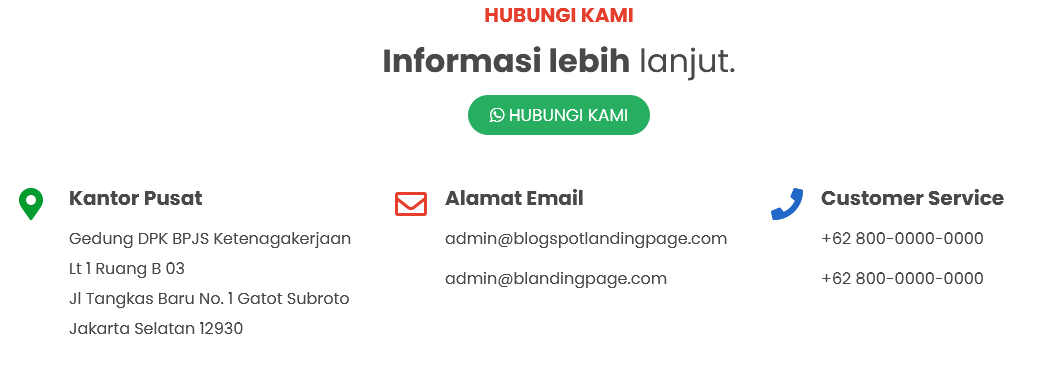 HUBUNGI KAMI
Informasi lebih lanjut.
HUBUNGI KAMI
Kantor Pusat
Gedung DPK BPJS Ketenagakerjaan
Lt 1 Ruang B 03
Jl Tangkas Baru No. 1 Gatot Subroto
Jakarta Selatan 12930
Alamat Email
admin@blogspotlandingpage.com
admin@blandingpage.com
Customer Service
+62 800-0000-0000
+62 800-0000-0000